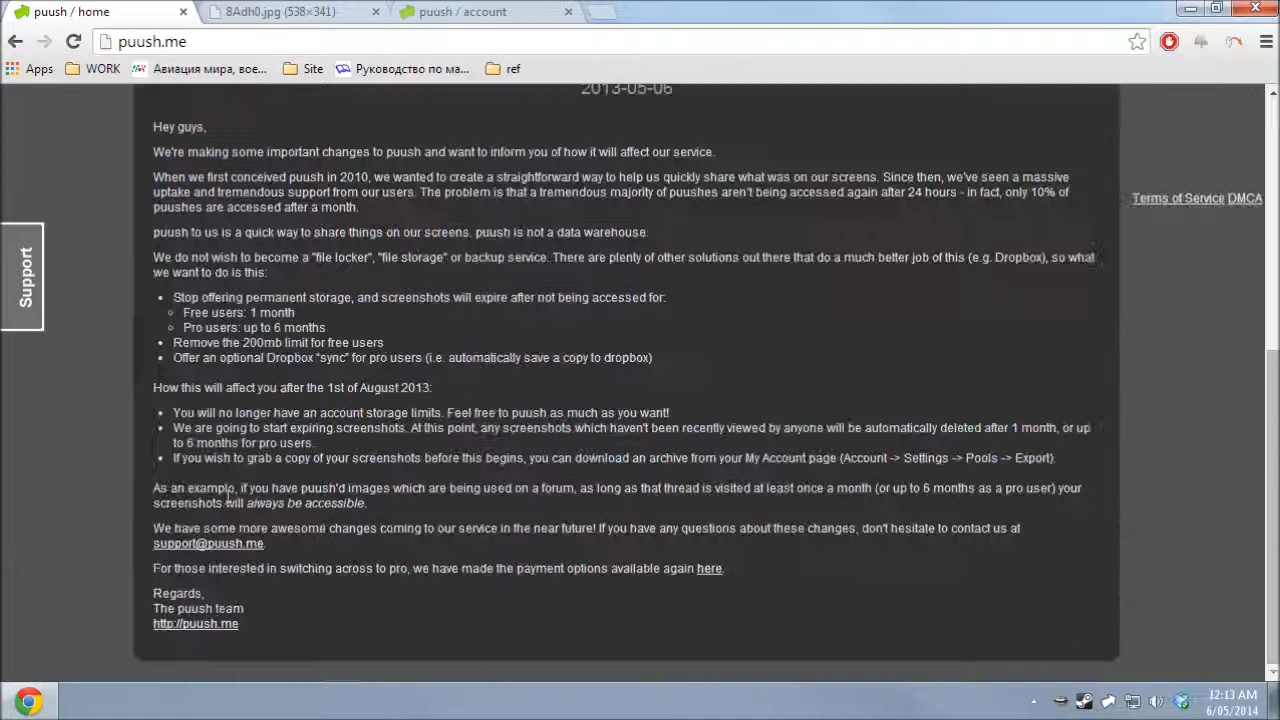 puush / home
8Adh0.jpg (538×341)
puush / account
puush.me
Apps
WORK
Авиация мира, вое...
Site
Руководство по ма...
ref
2013-05-06
Hey guys,
We're making some important changes to puush and want to inform you of how it will affect our service.
When we first conceived puush in 2010, we wanted to create a straightforward way to help us quickly share what was on our screens. Since then, we've seen a massive
uptake and tremendous support from our users. The problem is that a tremendous majority of puushes aren't being accessed again after 24 hours - in fact, only 10% of
puushes are accessed after a month.
puush to us is a quick way to share things on our screens. puush is not a data warehouse.
We do not wish to become a "file locker", "file storage" or backup service. There are plenty of other solutions out there that do a much better job of this (e.g. Dropbox), so what
we want to do is this:
Stop offering permanent storage, and screenshots will expire after not being accessed for:
Free users: 1 month
Pro users: up to 6 months
Remove the 200mb limit for free users
Offer an optional Dropbox “sync” for pro users (i.e. automatically save a copy to dropbox)
How this will affect you after the 1st of August 2013:
You will no longer have an account storage limits. Feel free to puush as much as you want!
We are going to start expiring screenshots. At this point, any screenshots which haven't been recently viewed by anyone will be automatically deleted after 1 month, or up
to 6 months for pro users.
If you wish to grab a copy of your screenshots before this begins, you can download an archive from your My Account page (Account -> Settings -> Pools -> Export).
As an example, if you have puush'd images which are being used on a forum, as long as that thread is visited at least once a month (or up to 6 months as a pro user) your
screenshots will always be accessible.
We have some more awesome changes coming to our service in the near future! If you have any questions about these changes, don't hesitate to contact us at
support@puush.me.
For those interested in switching across to pro, we have made the payment options available again here.
Regards,
The puush team
http://puush.me
Terms of Service DMCA
Support
12:13 AM
6/05/2014